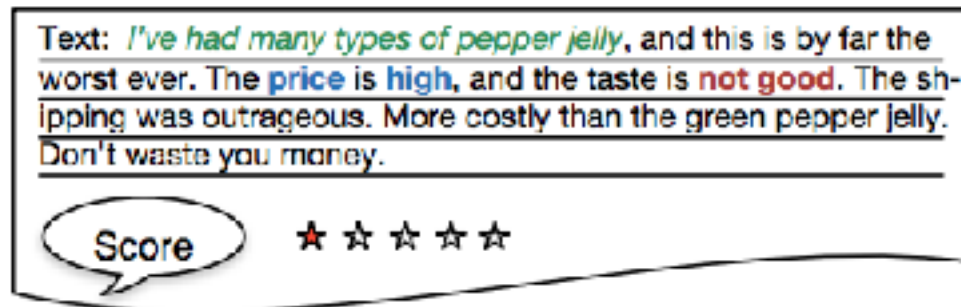 Text: I've had many types of pepper jelly, and this is by far the
worst ever. The price is high, and the taste is not good. The sh-
ipping was outrageous. More costly than the green pepper jelly.
Don't waste you money.
Score